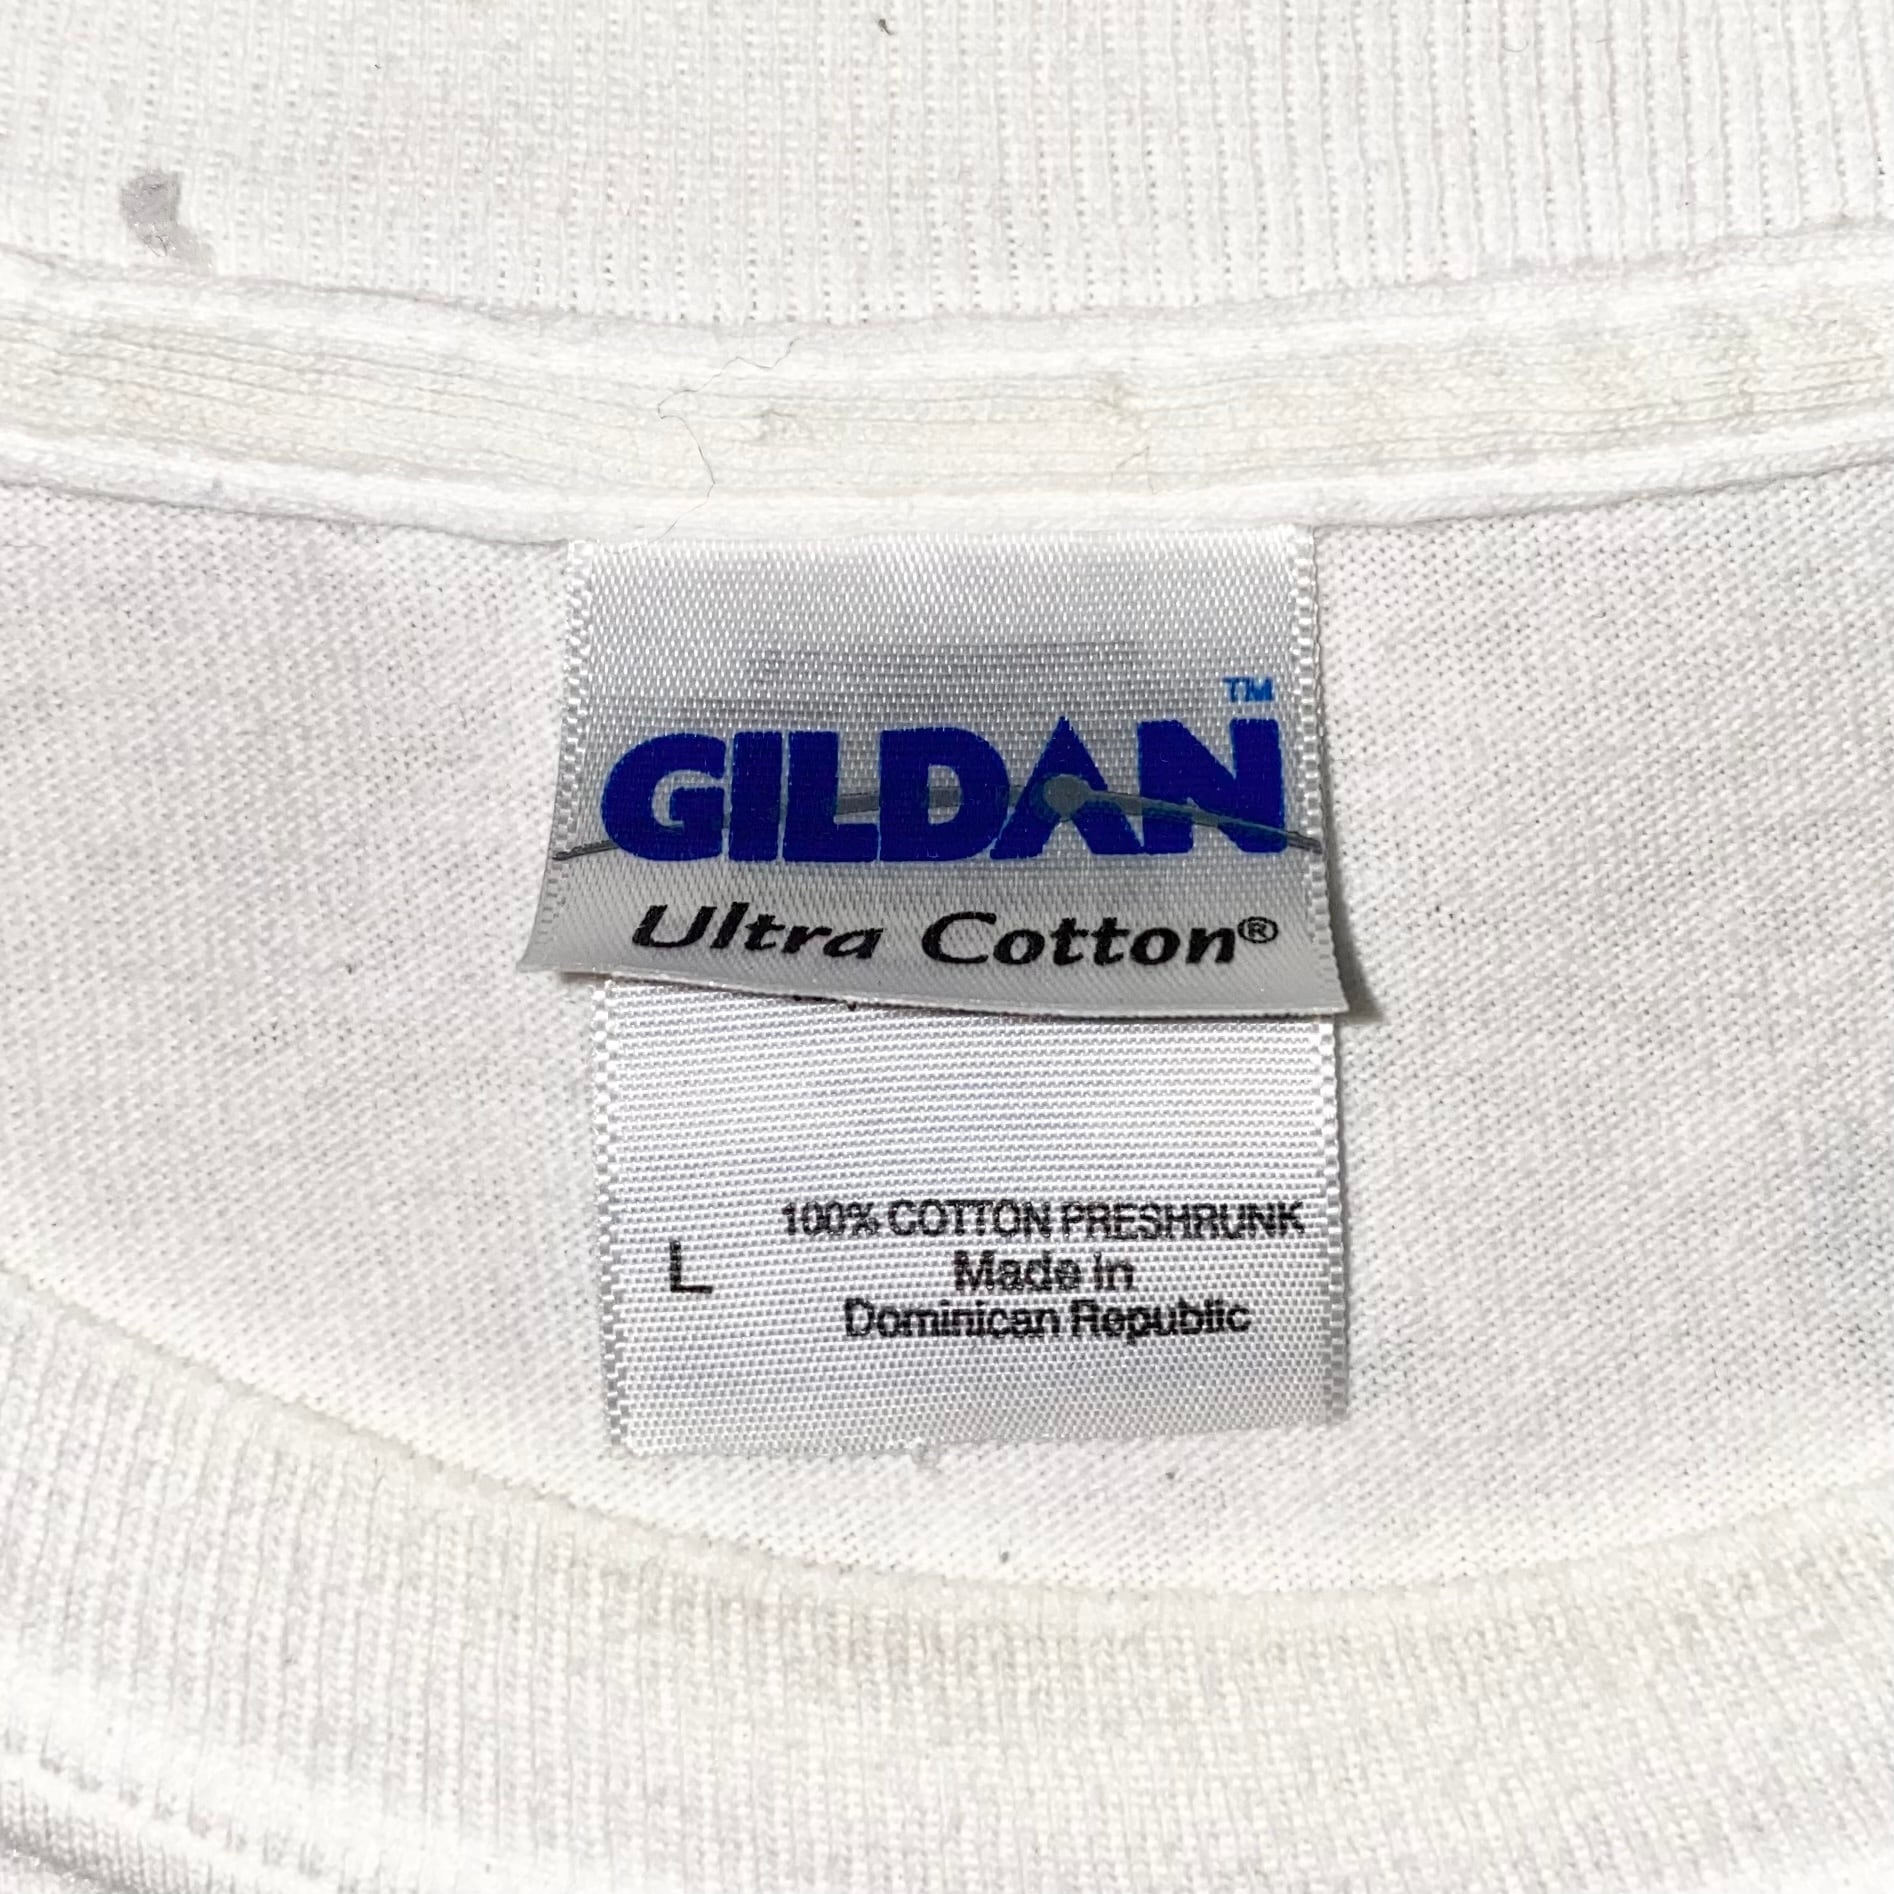 GILDAN™
Ultra Cotton®
100% COTTON PRESHRUNK
L
Made in
Dominican Republic